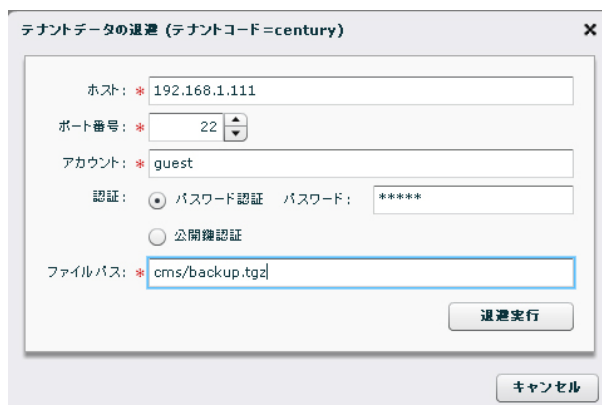 テナントデータの退避 (テナントコード=century)
ホスト: * 192.168.1.111
ポート番号: * 22
アカウント: * guest
認証: パスワード認証 パスワード: *****
公開鍵認証
ファイルパス: * cms/backup.tgz
退避実行
キャンセル